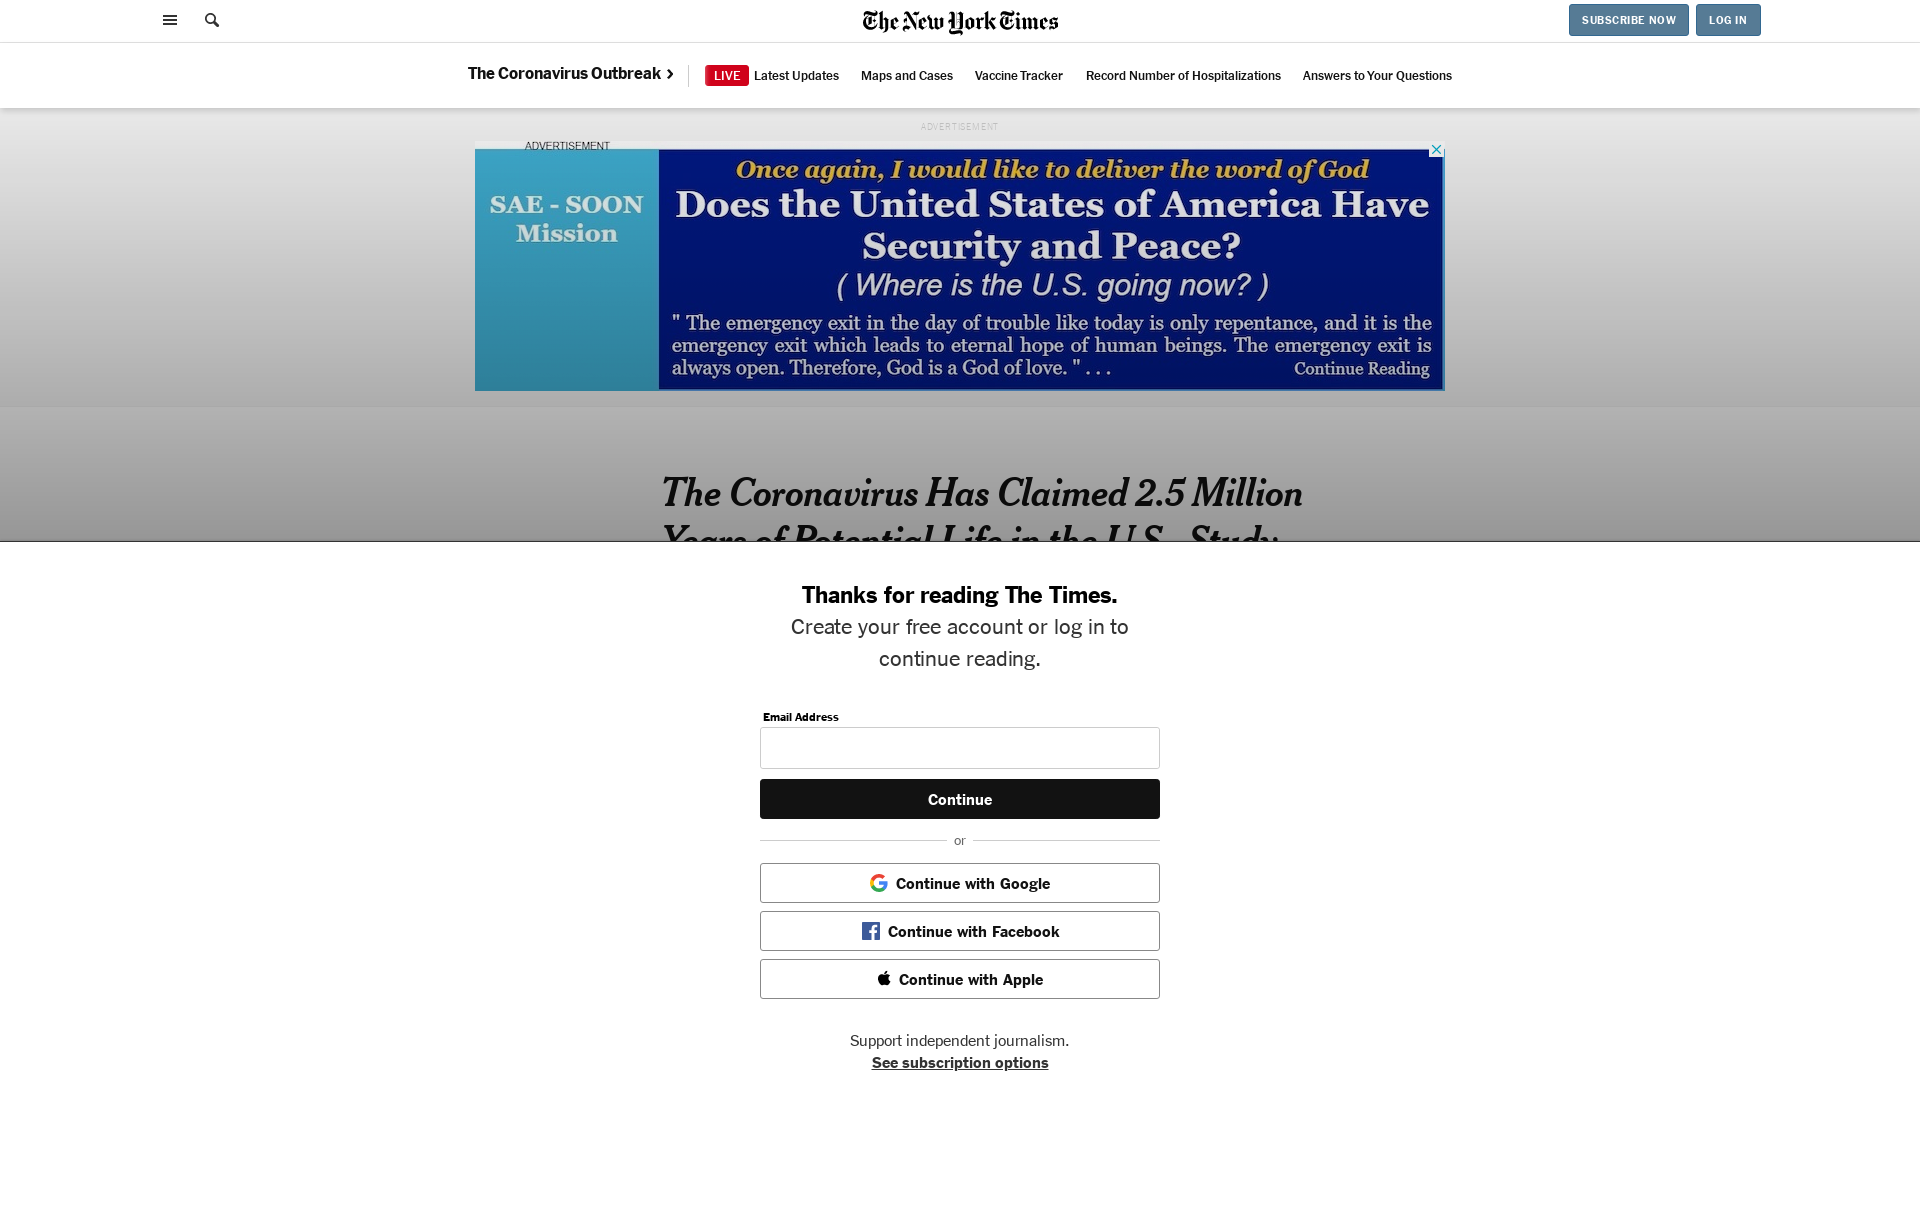 The New York Times
SUBSCRIBE NOW
LOG IN
The Coronavirus Outbreak
LIVE Latest Updates
Maps and Cases
Vaccine Tracker
Record Number of Hospitalizations
Answers to Your Questions
ADVERTISEMENT
ADVERTISEMENT
SAE - SOON
Mission
Once again, I would like to deliver the word of God
Does the United States of America Have
Security and Peace?
( Where is the U.S. going now? )
" The emergency exit in the day of trouble like today is only repentance, and it is the
emergency exit which leads to eternal hope of human beings. The emergency exit is
always open. Therefore, God is a God of love. " . . .
Continue Reading
The Coronavirus Has Claimed 2.5 Million
Years of Potential Life in the U.S., Study
Thanks for reading The Times.
Create your free account or log in to
continue reading.
Email Address
Continue
or
Continue with Google
Continue with Facebook
Continue with Apple
Support independent journalism.
See subscription options